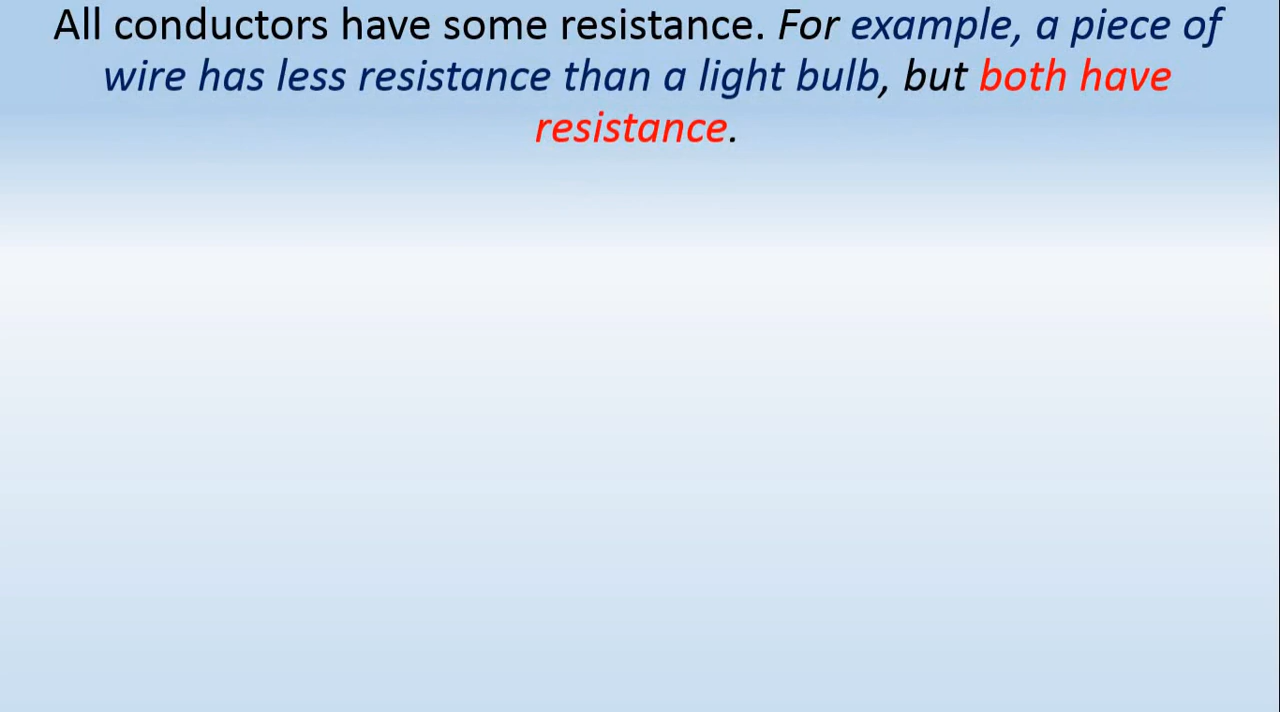 All conductors have some resistance. For example, a piece of
wire has less resistance than a light bulb, but both have
resistance.